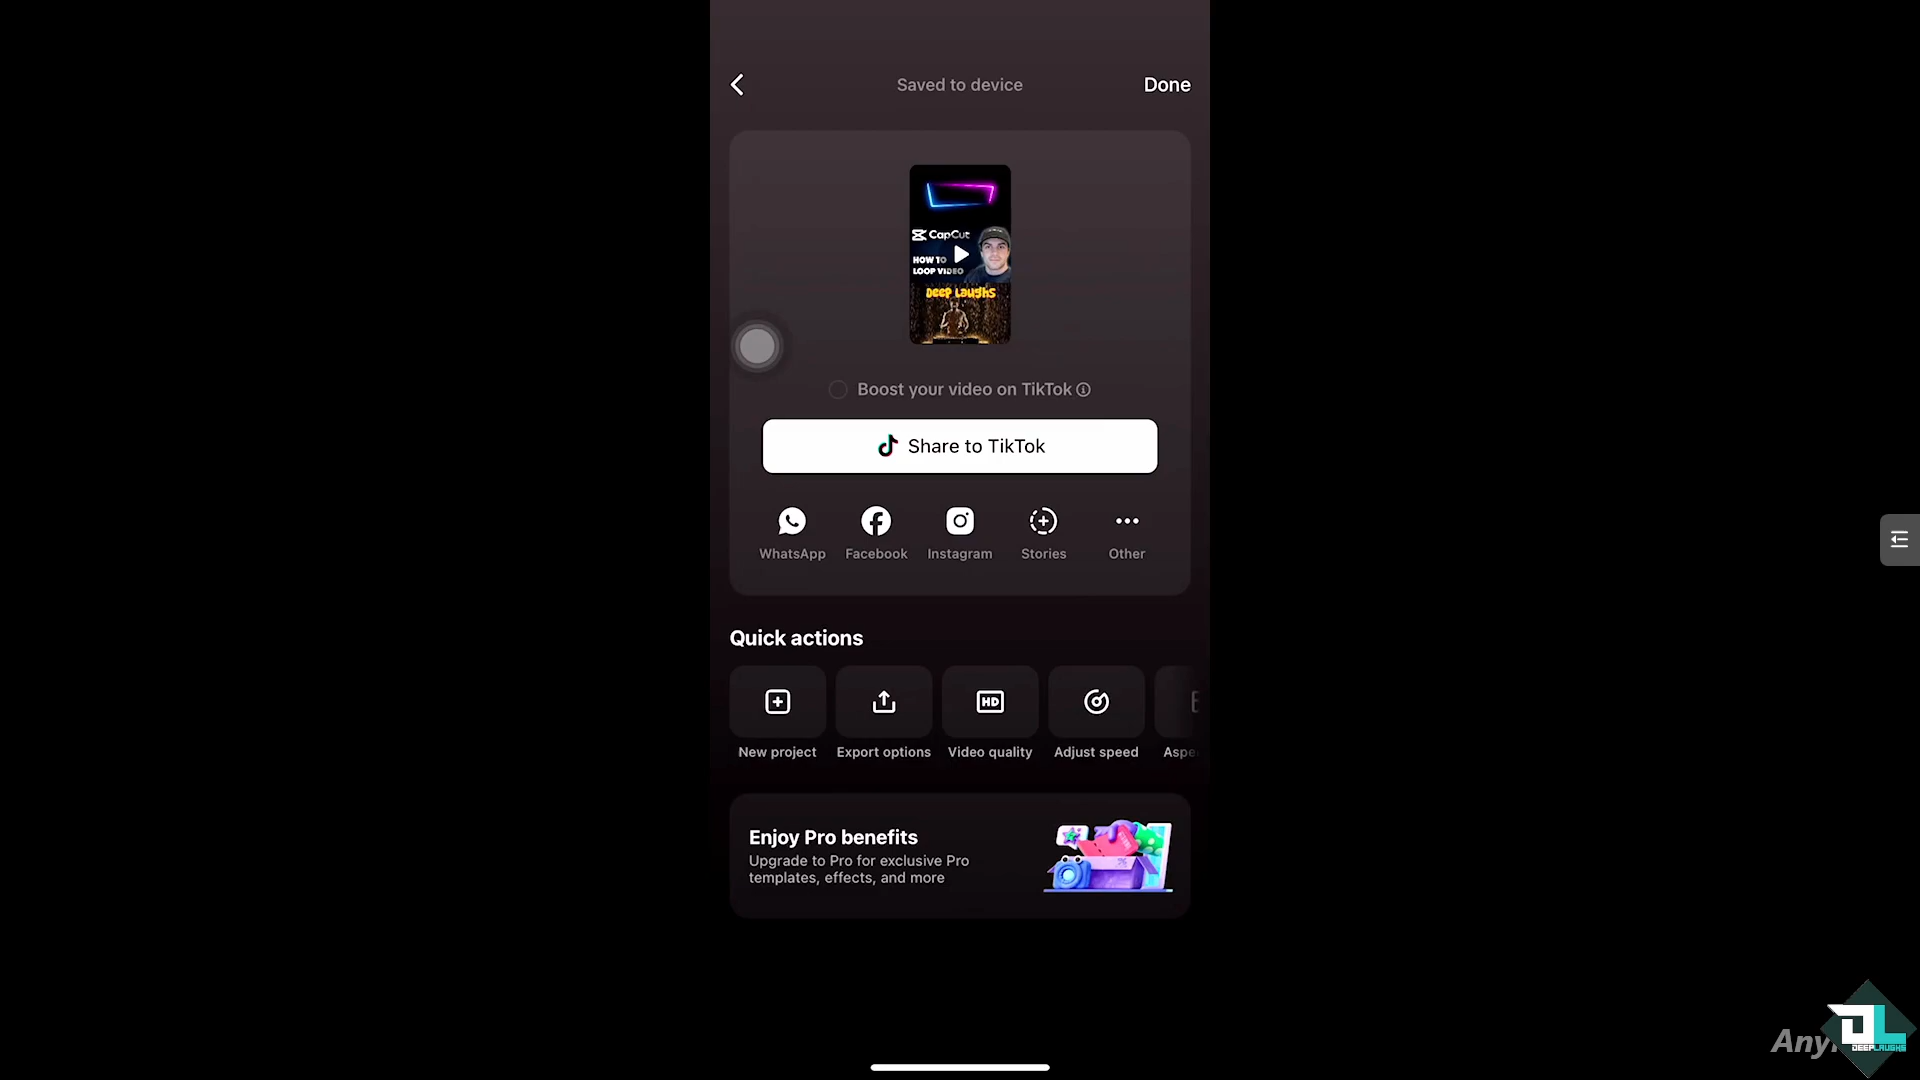 Saved to device
Done
CapCut
HOW TO
LOOP VIDEO
Deep Laughs
Boost your video on TikTok
Share to TikTok
WhatsApp
Facebook
Instagram
Stories
Other
Quick actions
HD
New project
Export options
Video quality
Adjust speed
Aspe
Enjoy Pro benefits
Upgrade to Pro for exclusive Pro
templates, effects, and more
Any
DL
DEEPLAUGHS